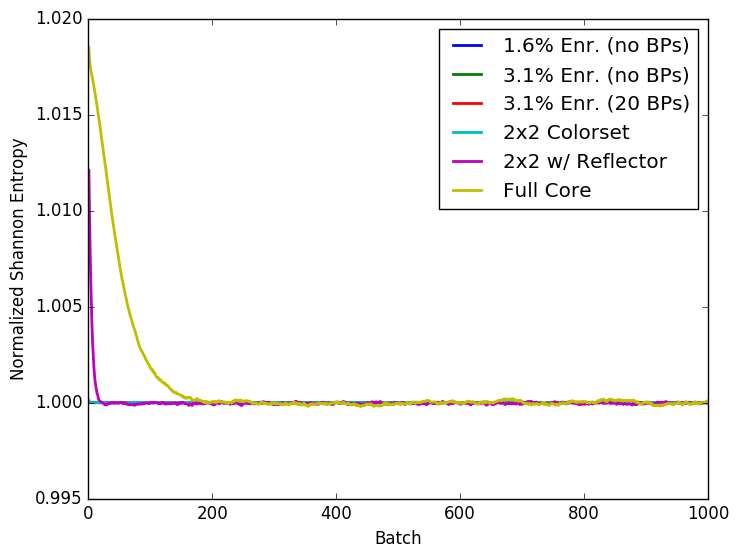 1.020
1.015
1.010
1.005
1.000
0.995
Normalized Shannon Entropy
1.6% Enr. (no BPs)
3.1% Enr. (no BPs)
3.1% Enr. (20 BPs)
2x2 Colorset
2x2 w/ Reflector
Full Core
0 200 400 600 800 1000
Batch